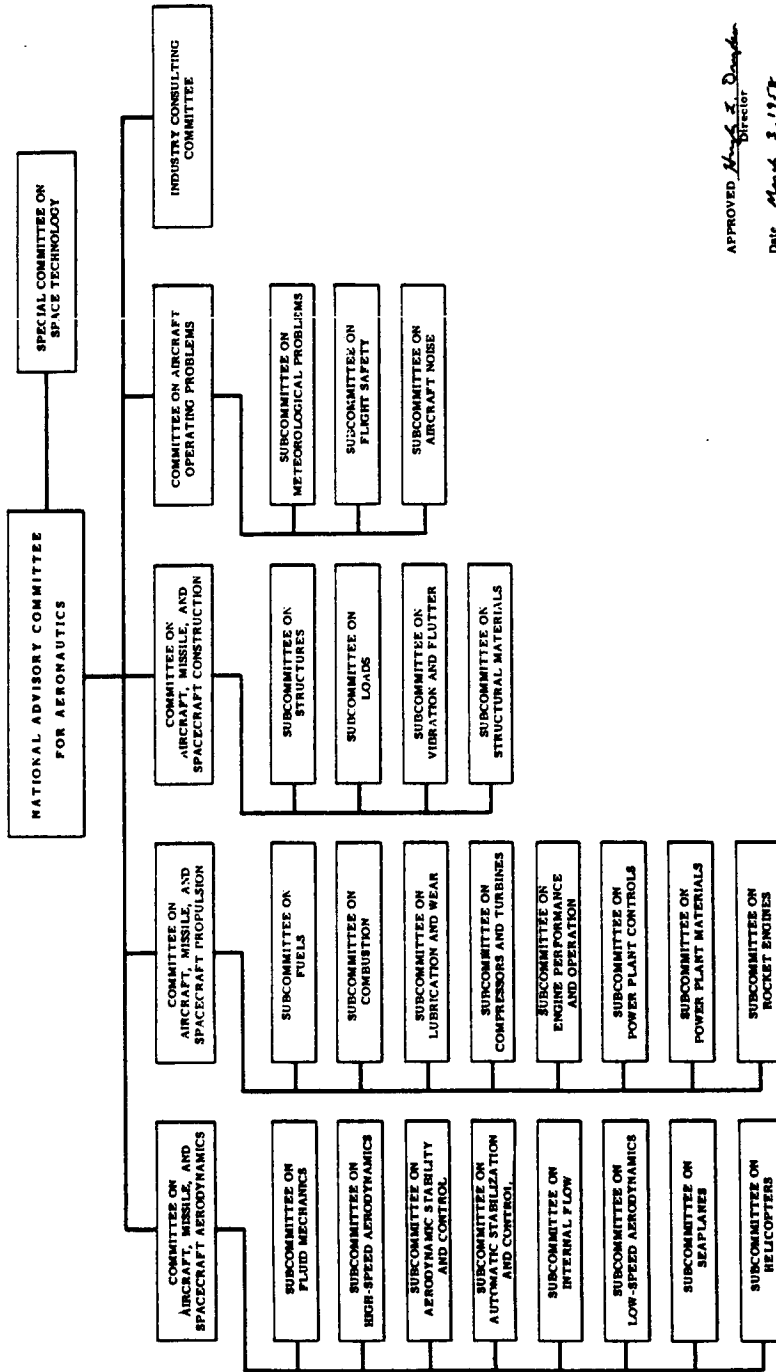 NATIONAL ADVISORY COMMITTEE
FOR AERONAUTICS
SPECIAL COMMITTEE ON
SPACE TECHNOLOGY
COMMITTEE ON
AIRCRAFT, MISSILE, AND
SPACECRAFT AERODYNAMICS
SUBCOMMITTEE ON
FLUID MECHANICS
SUBCOMMITTEE ON
HIGH-SPEED AERODYNAMICS
SUBCOMMITTEE ON
AERODYNAMIC STABILITY
AND CONTROL
SUBCOMMITTEE ON
AUTOMATIC STABILIZATION
AND CONTROL
SUBCOMMITTEE ON
INTERNAL FLOW
SUBCOMMITTEE ON
LOW-SPEED AERODYNAMICS
SUBCOMMITTEE ON
SEAPLANES
SUBCOMMITTEE ON
HELICOPTERS
COMMITTEE ON
AIRCRAFT, MISSILE, AND
SPACECRAFT PROPULSION
SUBCOMMITTEE ON
FUELS
SUBCOMMITTEE ON
COMBUSTION
SUBCOMMITTEE ON
LUBRICATION AND WEAR
SUBCOMMITTEE ON
COMPRESSORS AND TURBINES
SUBCOMMITTEE ON
ENGINE PERFORMANCE
AND OPERATION
SUBCOMMITTEE ON
POWER PLANT CONTROLS
SUBCOMMITTEE ON
POWER PLANT MATERIALS
SUBCOMMITTEE ON
ROCKET ENGINES
COMMITTEE ON
AIRCRAFT, MISSILE, AND
SPACECRAFT CONSTRUCTION
SUBCOMMITTEE ON
STRUCTURES
SUBCOMMITTEE ON
LOADS
SUBCOMMITTEE ON
VIBRATION AND FLUTTER
SUBCOMMITTEE ON
STRUCTURAL MATERIALS
COMMITTEE ON AIRCRAFT
OPERATING PROBLEMS
SUBCOMMITTEE ON
METEOROLOGICAL PROBLEMS
SUBCOMMITTEE ON
FLIGHT SAFETY
SUBCOMMITTEE ON
AIRCRAFT NOISE
INDUSTRY CONSULTING
COMMITTEE
APPROVED Hugh L. Dryden
Director
Date March 3, 1958